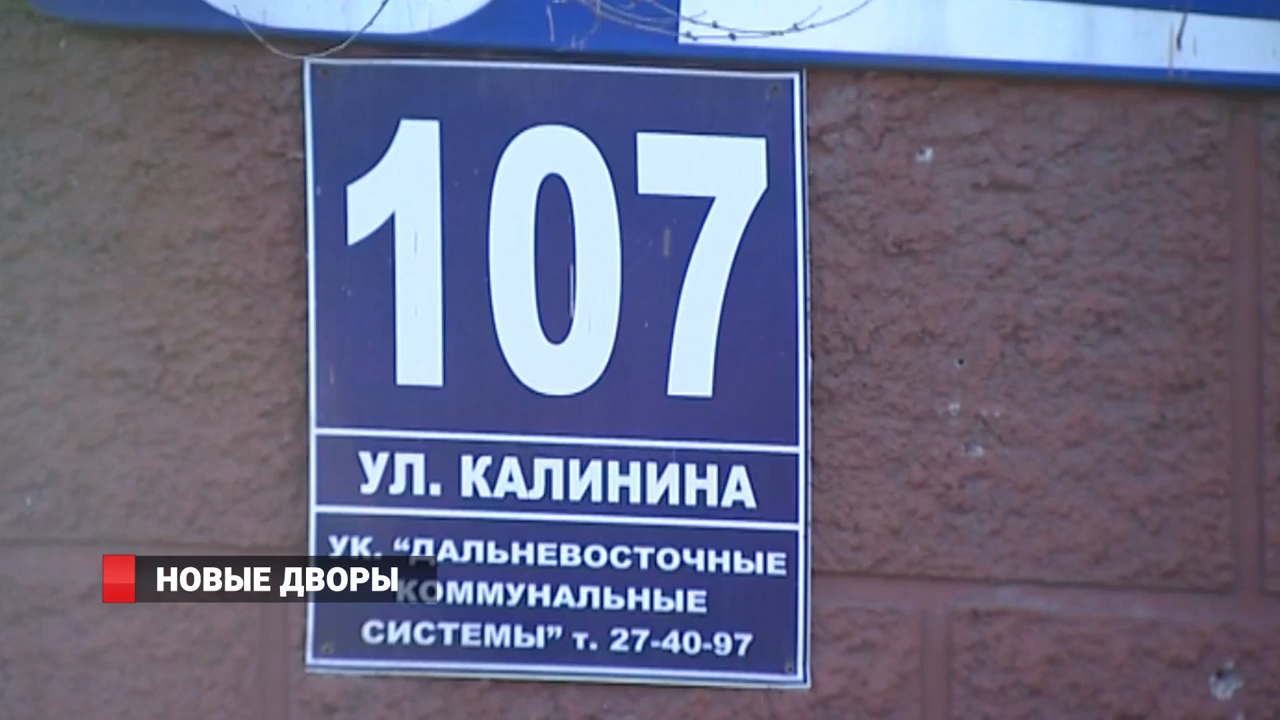 107
УЛ. КАЛИНИНА
УК. “ДАЛЬНЕВОСТОЧНЫЕ
КОММУНАЛЬНЫЕ
СИСТЕМЫ” т. 27-40-97
НОВЫЕ ДВОРЫ